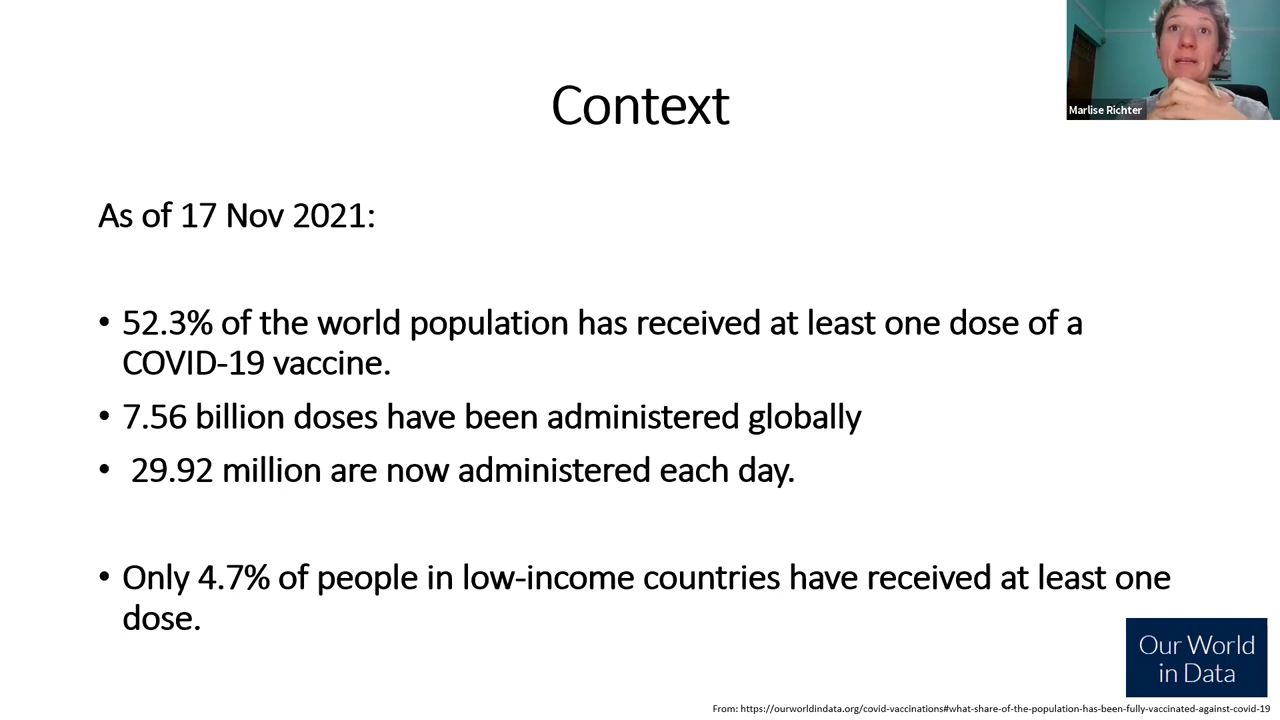 Marlise Richter
Context
As of 17 Nov 2021:
• 52.3% of the world population has received at least one dose of a
COVID-19 vaccine.
• 7.56 billion doses have been administered globally
• 29.92 million are now administered each day.
• Only 4.7% of people in low-income countries have received at least one
dose.
Our World
in Data
From: https://ourworldindata.org/covid-vaccinations#what-share-of-the-population-has-been-fully-vaccinated-against-covid-19